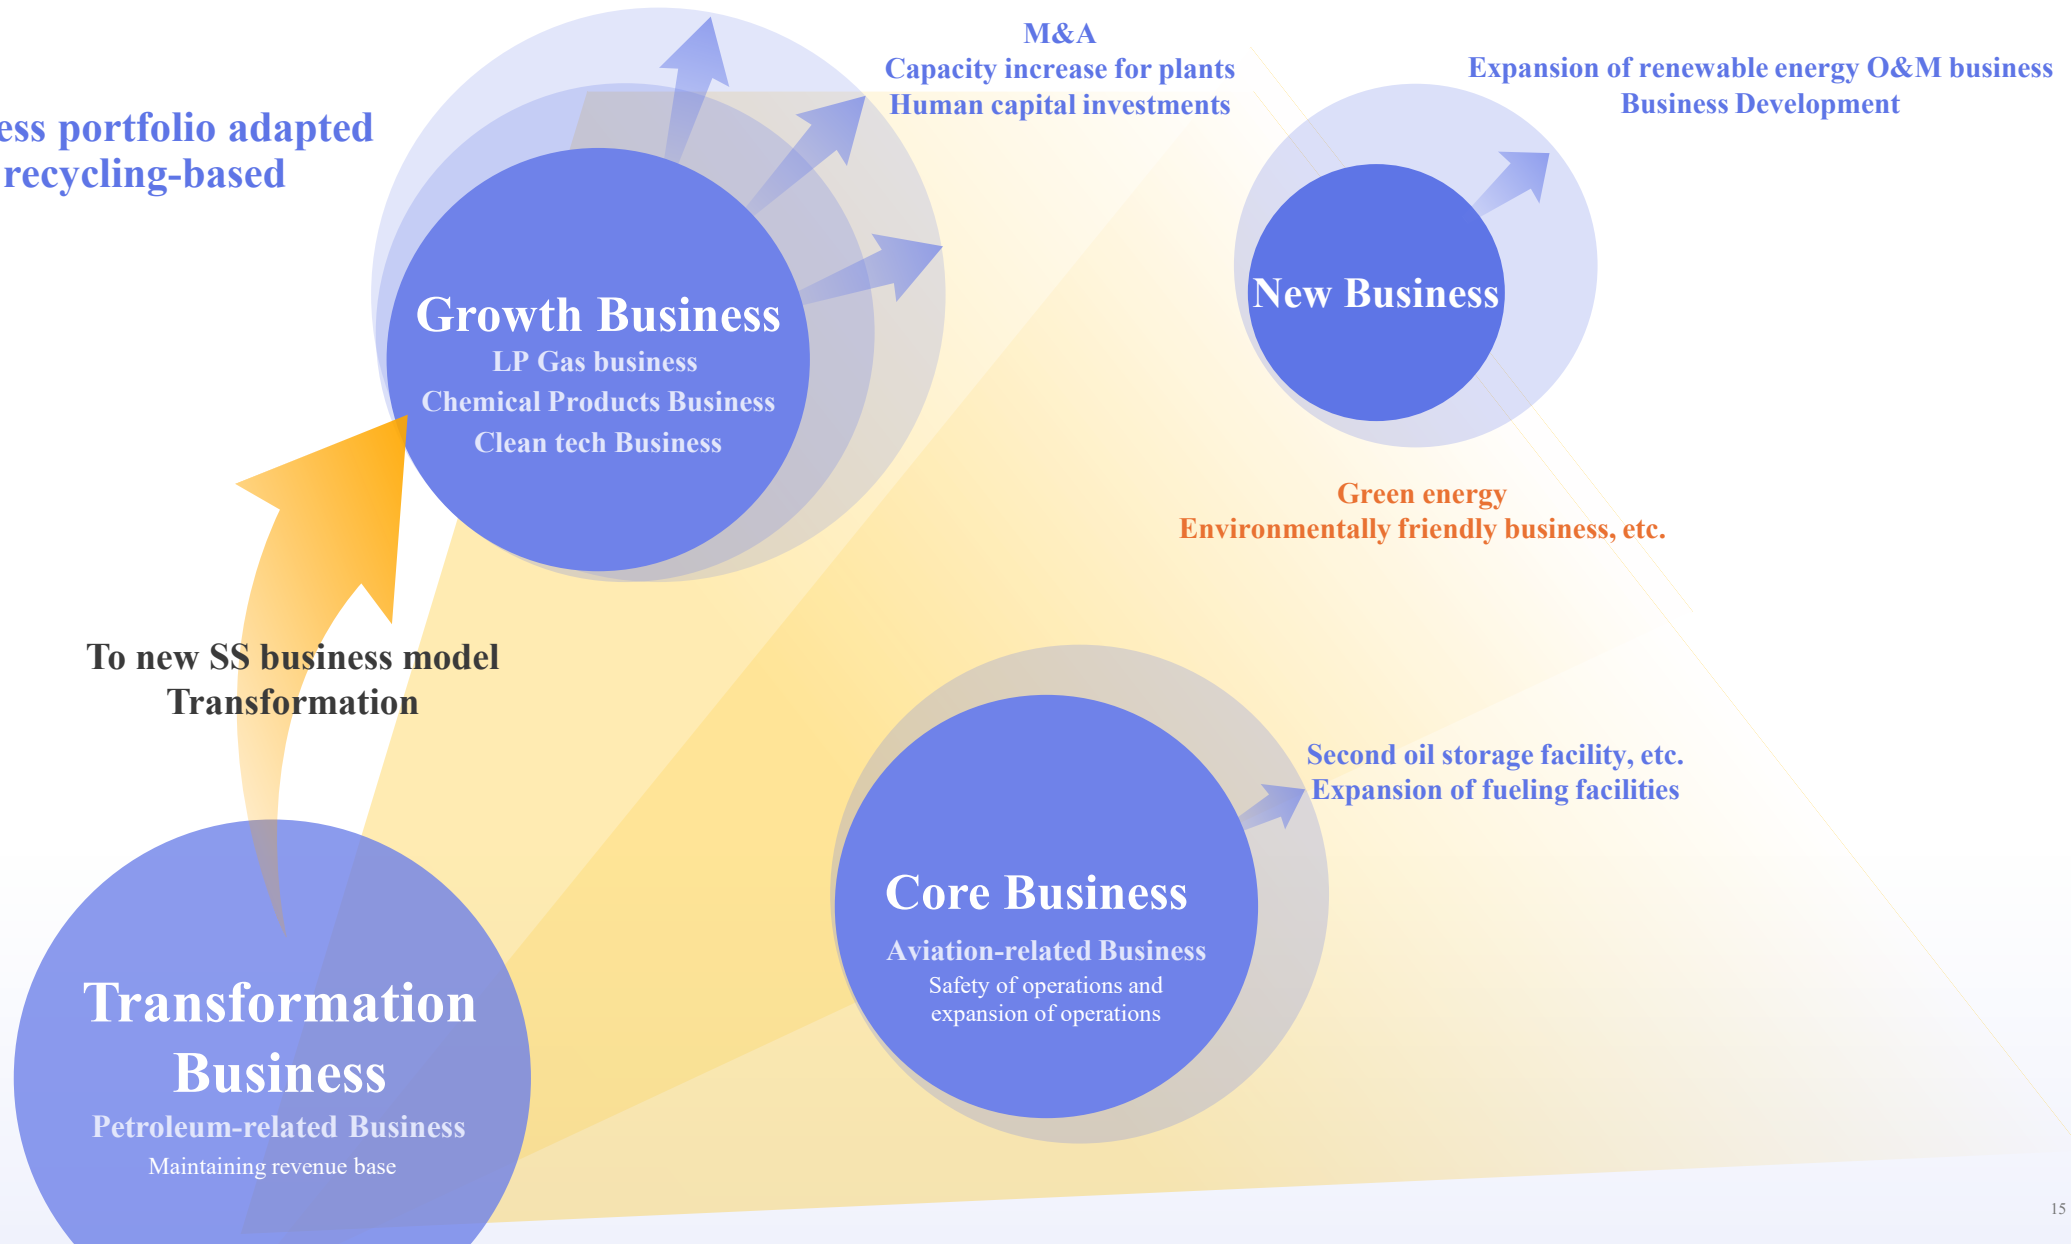 M&A
Capacity increase for plants
Human capital investments
Expansion of renewable energy O&M business
Business Development
ess portfolio adapted
recycling-based
Growth Business
LP Gas business
Chemical Products Business
Clean tech Business
New Business
Green energy
Environmentally friendly business, etc.
To new SS business model
Transformation
Second oil storage facility, etc.
Expansion of fueling facilities
Core Business
Aviation-related Business
Safety of operations and
expansion of operations
Transformation
Business
Petroleum-related Business
Maintaining revenue base
15